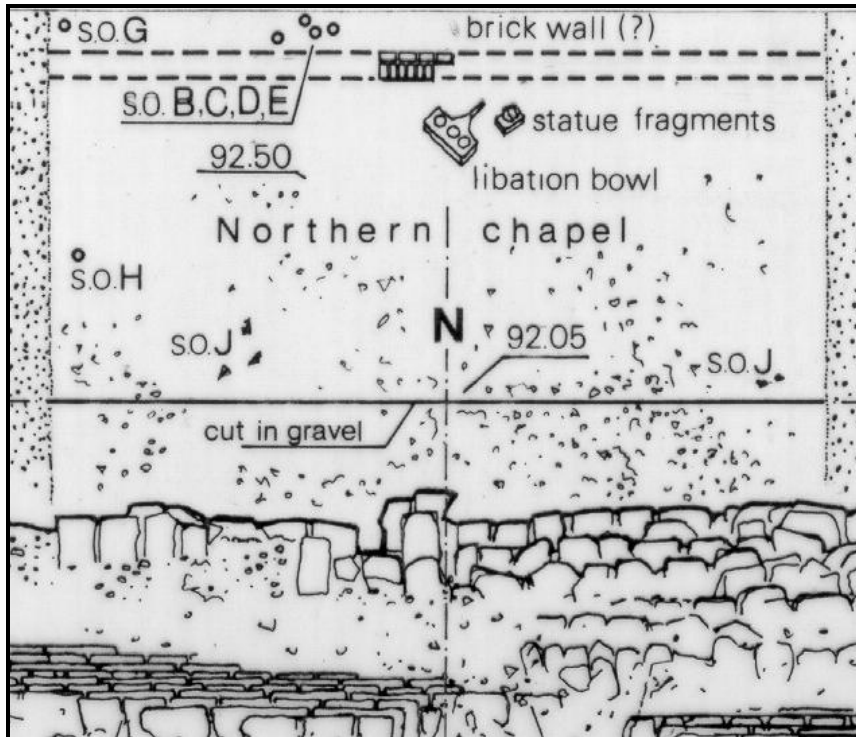 S.O.G
brick wall (?)
S.O. B,C,D,E
statue fragments
92.50
libation bowl
Northern chapel
S.O.H
N
S.O.J
92.05
S.O.J
cut in gravel